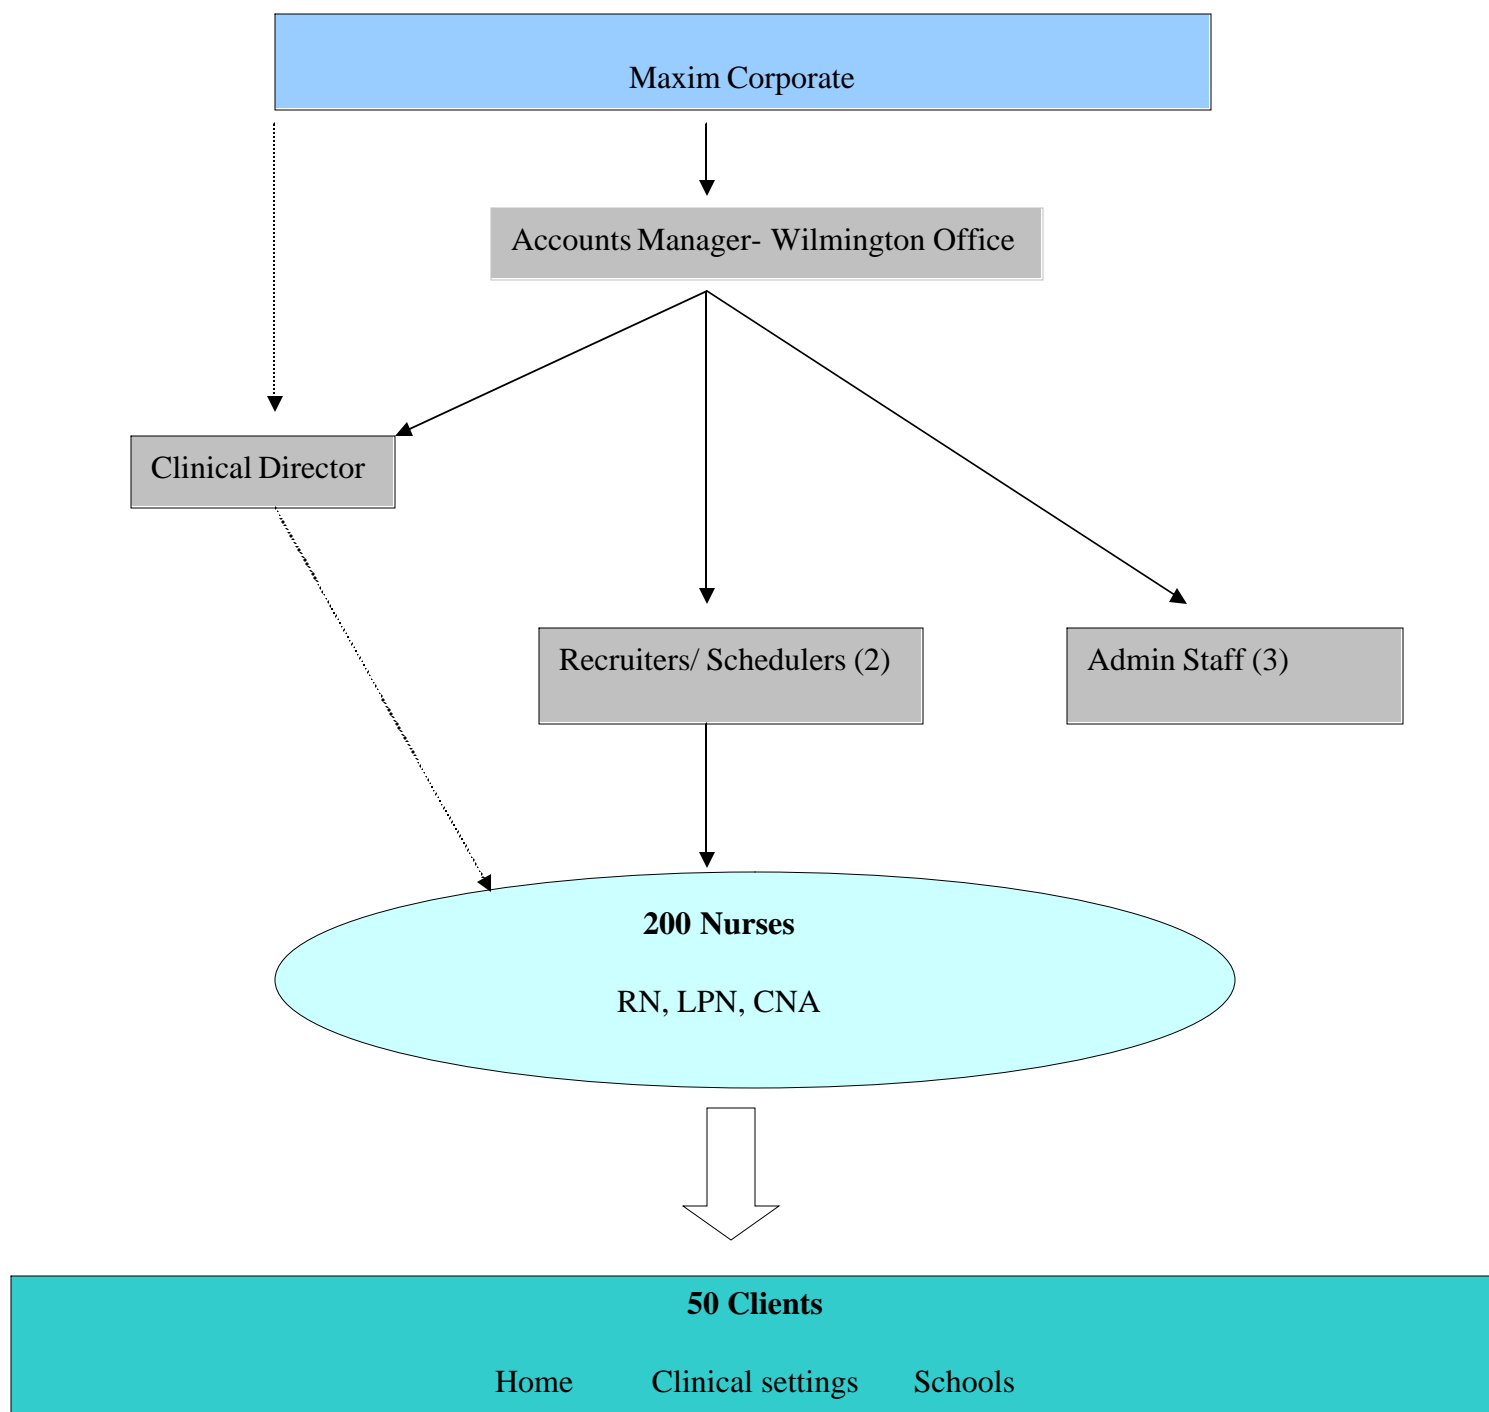 Maxim Corporate
Accounts Manager- Wilmington Office
Clinical Director
Recruiters/ Schedulers (2)
Admin Staff (3)
200 Nurses
RN, LPN, CNA
50 Clients
Home Clinical settings Schools